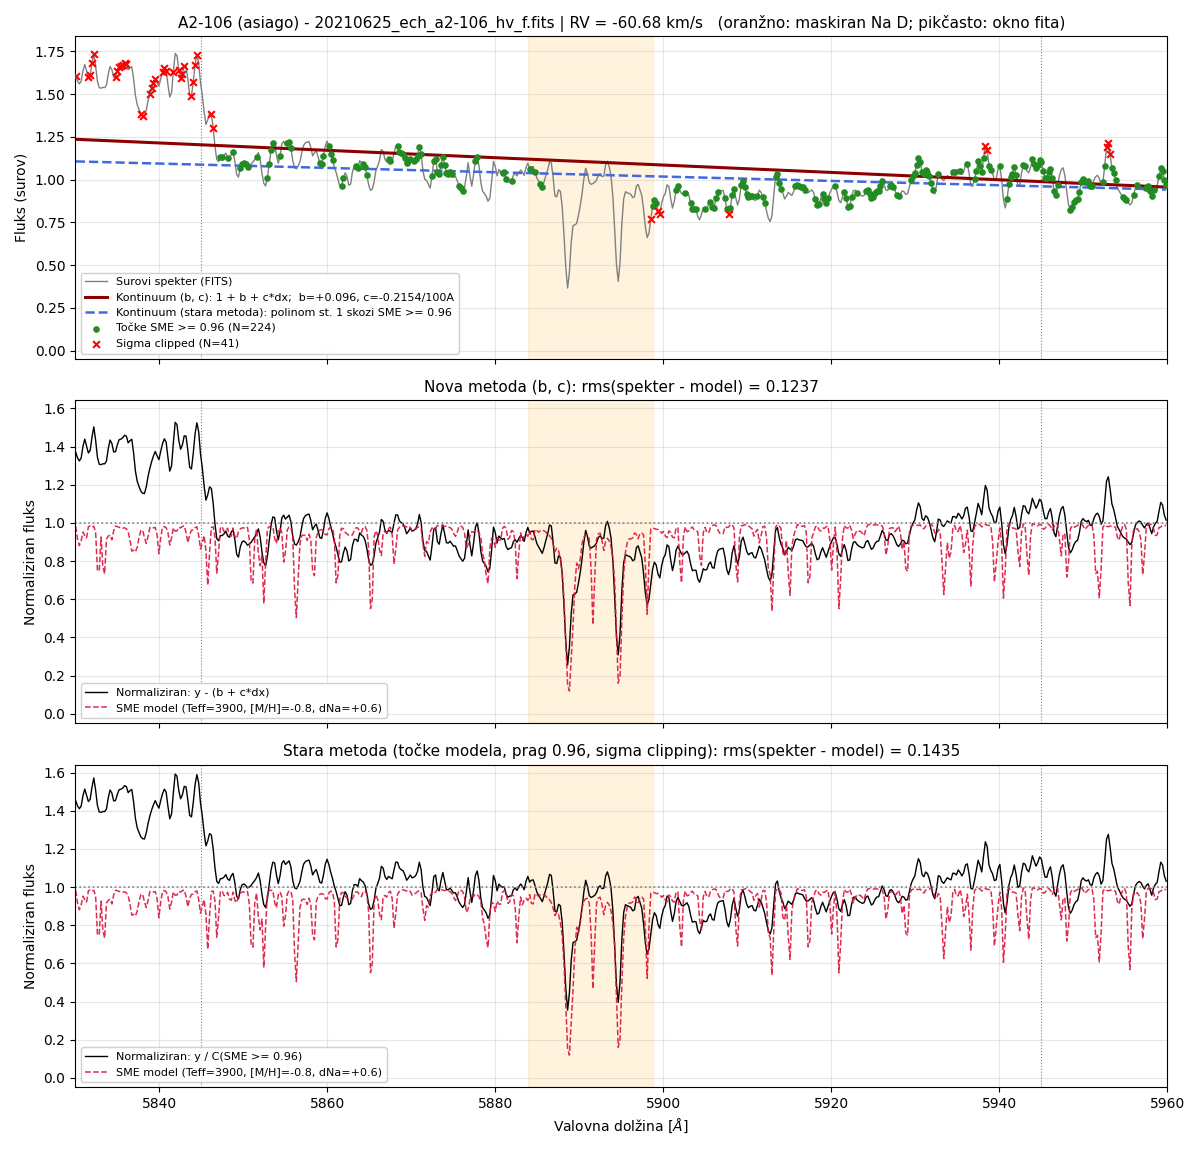 A2-106 (asiago) - 20210625_ech_a2-106_hv_f.fits | RV = -60.68 km/s   (oranžno: maskiran Na D; pikčasto: okno fita)
1.75
1.50
1.25
1.00
0.75
0.50
0.25
0.00
Fluks (surov)
Surovi spekter (FITS)
Kontinuum (b, c): 1 + b + c*dx;  b=+0.096, c=-0.2154/100A
Kontinuum (stara metoda): polinom st. 1 skozi SME >= 0.96
Točke SME >= 0.96 (N=224)
Sigma clipped (N=41)
Nova metoda (b, c): rms(spekter - model) = 0.1237
1.6
1.4
1.2
1.0
0.8
0.6
0.4
0.2
0.0
Normaliziran fluks
Normaliziran: y - (b + c*dx)
SME model (Teff=3900, [M/H]=-0.8, dNa=+0.6)
Stara metoda (točke modela, prag 0.96, sigma clipping): rms(spekter - model) = 0.1435
1.6
1.4
1.2
1.0
0.8
0.6
0.4
0.2
0.0
Normaliziran fluks
Normaliziran: y / C(SME >= 0.96)
SME model (Teff=3900, [M/H]=-0.8, dNa=+0.6)
5840 5860 5880 5900 5920 5940 5960
Valovna dolžina [Å]